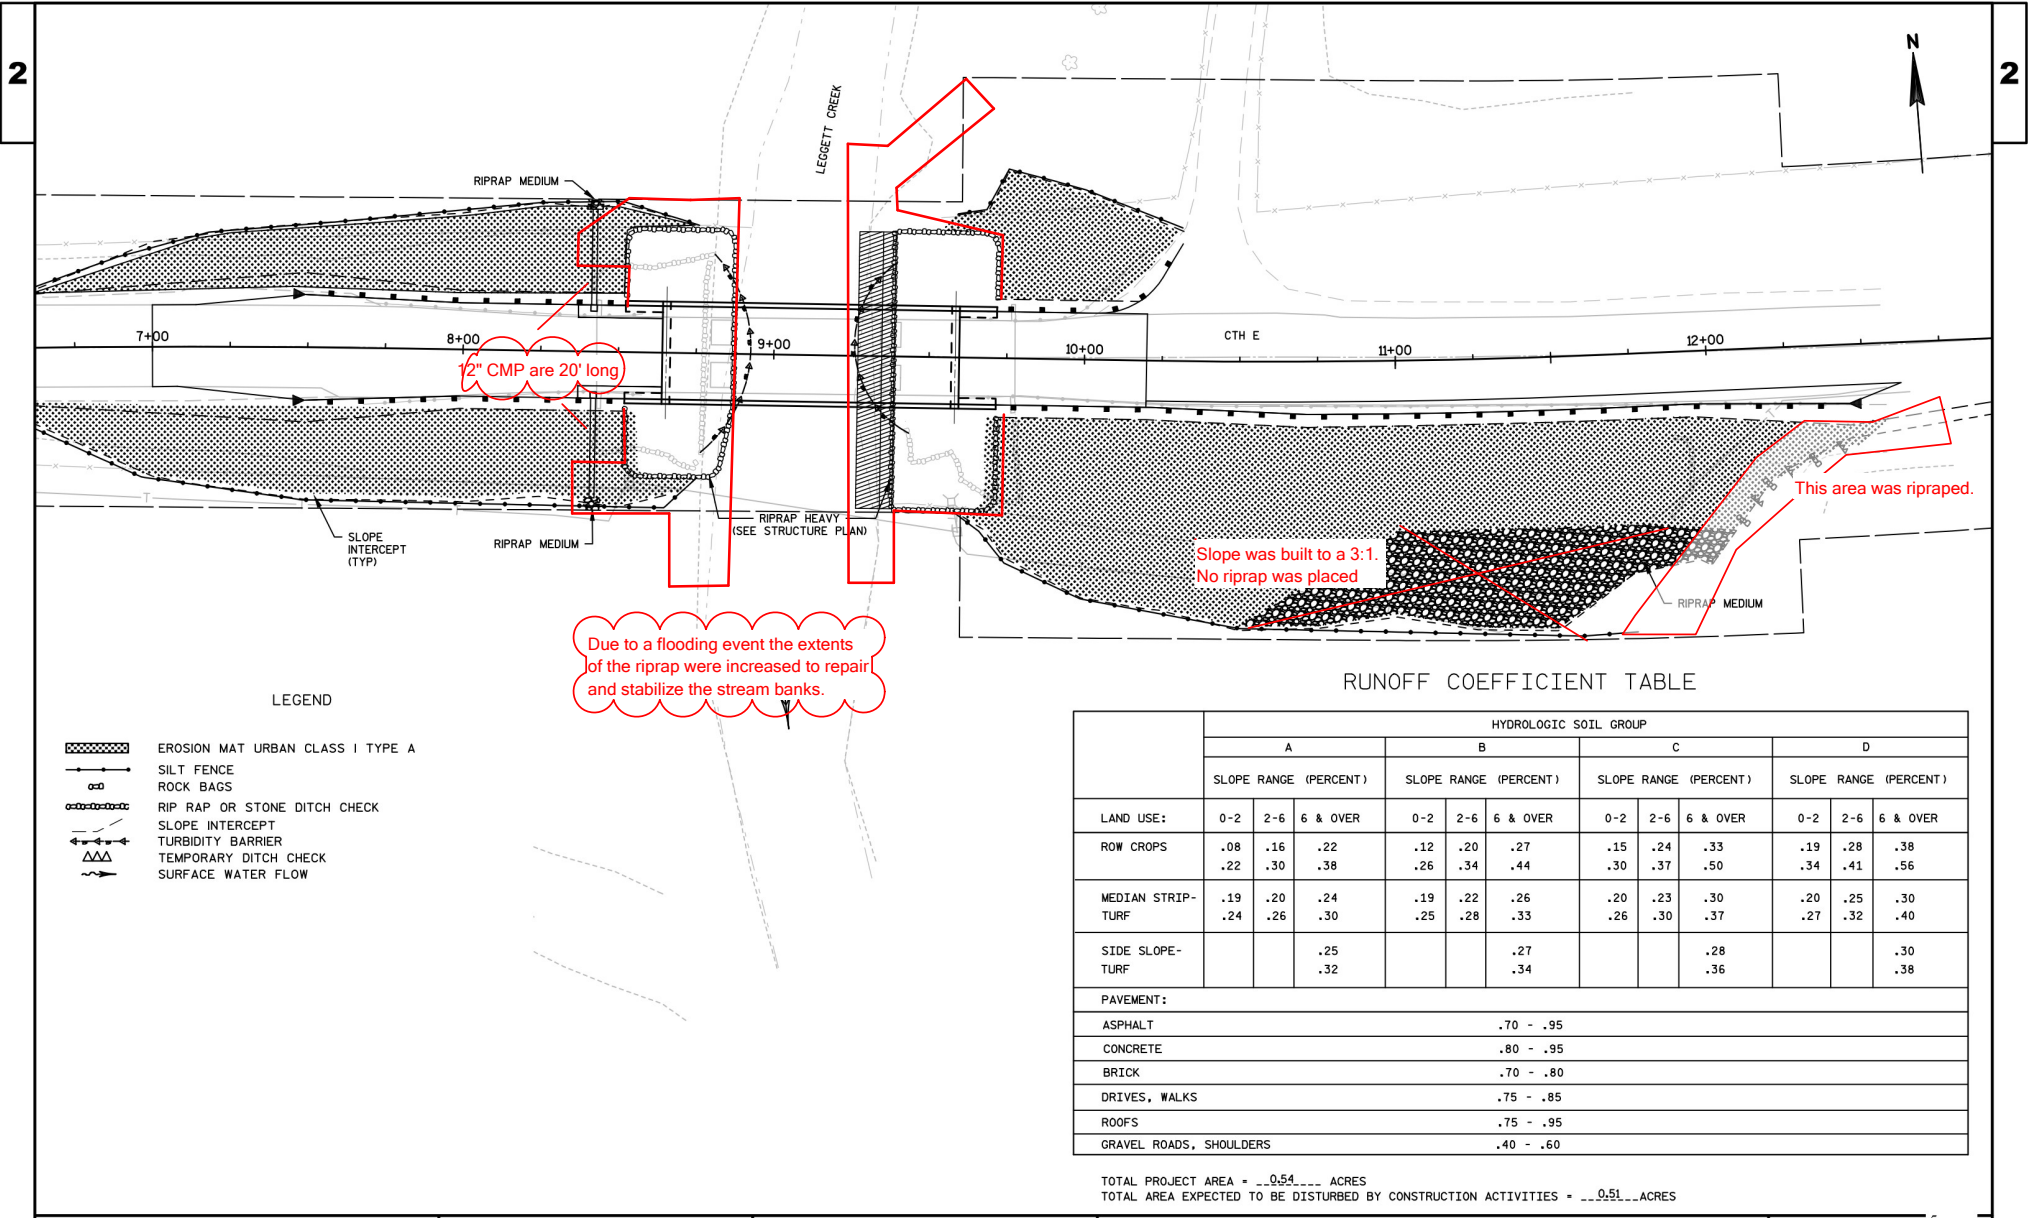 2
2
N
LEGGETT CREEK
RIPRAP MEDIUM
7+00
8+00
9+00
10+00
11+00
12+00
CTH E
12" CMP are 20' long
This area was ripraped.
RIPRAP HEAVY
(SEE STRUCTURE PLAN)
SLOPE
INTERCEPT
(TYP)
RIPRAP MEDIUM
Slope was built to a 3:1.
No riprap was placed
RIPRAP MEDIUM
T
T
T
Due to a flooding event the extents
of the riprap were increased to repair
and stabilize the stream banks.
LEGEND
EROSION MAT URBAN CLASS I TYPE A
SILT FENCE
ROCK BAGS
RIP RAP OR STONE DITCH CHECK
SLOPE INTERCEPT
TURBIDITY BARRIER
TEMPORARY DITCH CHECK
SURFACE WATER FLOW
RUNOFF COEFFICIENT TABLE
HYDROLOGIC SOIL GROUP
A B C D
SLOPE RANGE (PERCENT) SLOPE RANGE (PERCENT) SLOPE RANGE (PERCENT) SLOPE RANGE (PERCENT)
LAND USE: 0-2 2-6 6 & OVER 0-2 2-6 6 & OVER 0-2 2-6 6 & OVER 0-2 2-6 6 & OVER
ROW CROPS .08 .16 .22 .12 .20 .27 .15 .24 .33 .19 .28 .38
.22 .30 .38 .26 .34 .44 .30 .37 .50 .34 .41 .56
MEDIAN STRIP- .19 .20 .24 .19 .22 .26 .20 .23 .30 .20 .25 .30
TURF .24 .26 .30 .25 .28 .33 .26 .30 .37 .27 .32 .40
SIDE SLOPE- .25 .27 .28 .30
TURF .32 .34 .36 .38
PAVEMENT:
ASPHALT .70 - .95
CONCRETE .80 - .95
BRICK .70 - .80
DRIVES, WALKS .75 - .85
ROOFS .75 - .95
GRAVEL ROADS, SHOULDERS .40 - .60
TOTAL PROJECT AREA = 0.54 ACRES
TOTAL AREA EXPECTED TO BE DISTURBED BY CONSTRUCTION ACTIVITIES = 0.51 ACRES